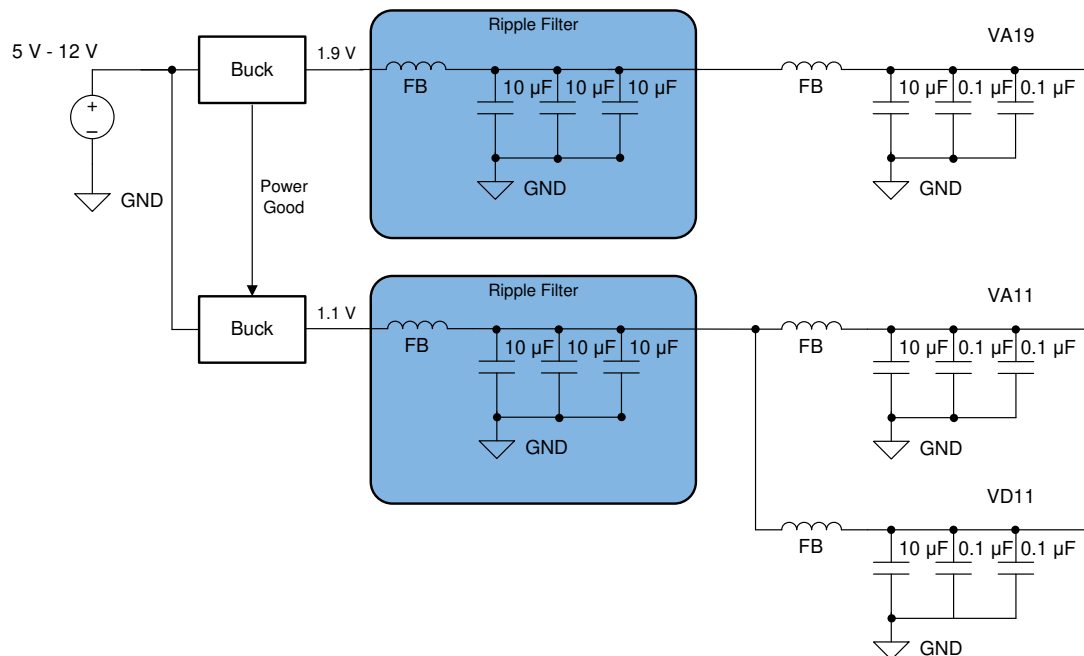 Ripple Filter
VA19
5 V - 12 V
Buck
1.9 V
FB
10 µF
10 µF
10 µF
FB
10 µF
0.1 µF
0.1 µF
+
−
GND
GND
GND
Power
Good
Ripple Filter
VA11
Buck
1.1 V
FB
10 µF
10 µF
10 µF
FB
10 µF
0.1 µF
0.1 µF
GND
GND
VD11
FB
10 µF
0.1 µF
0.1 µF
GND